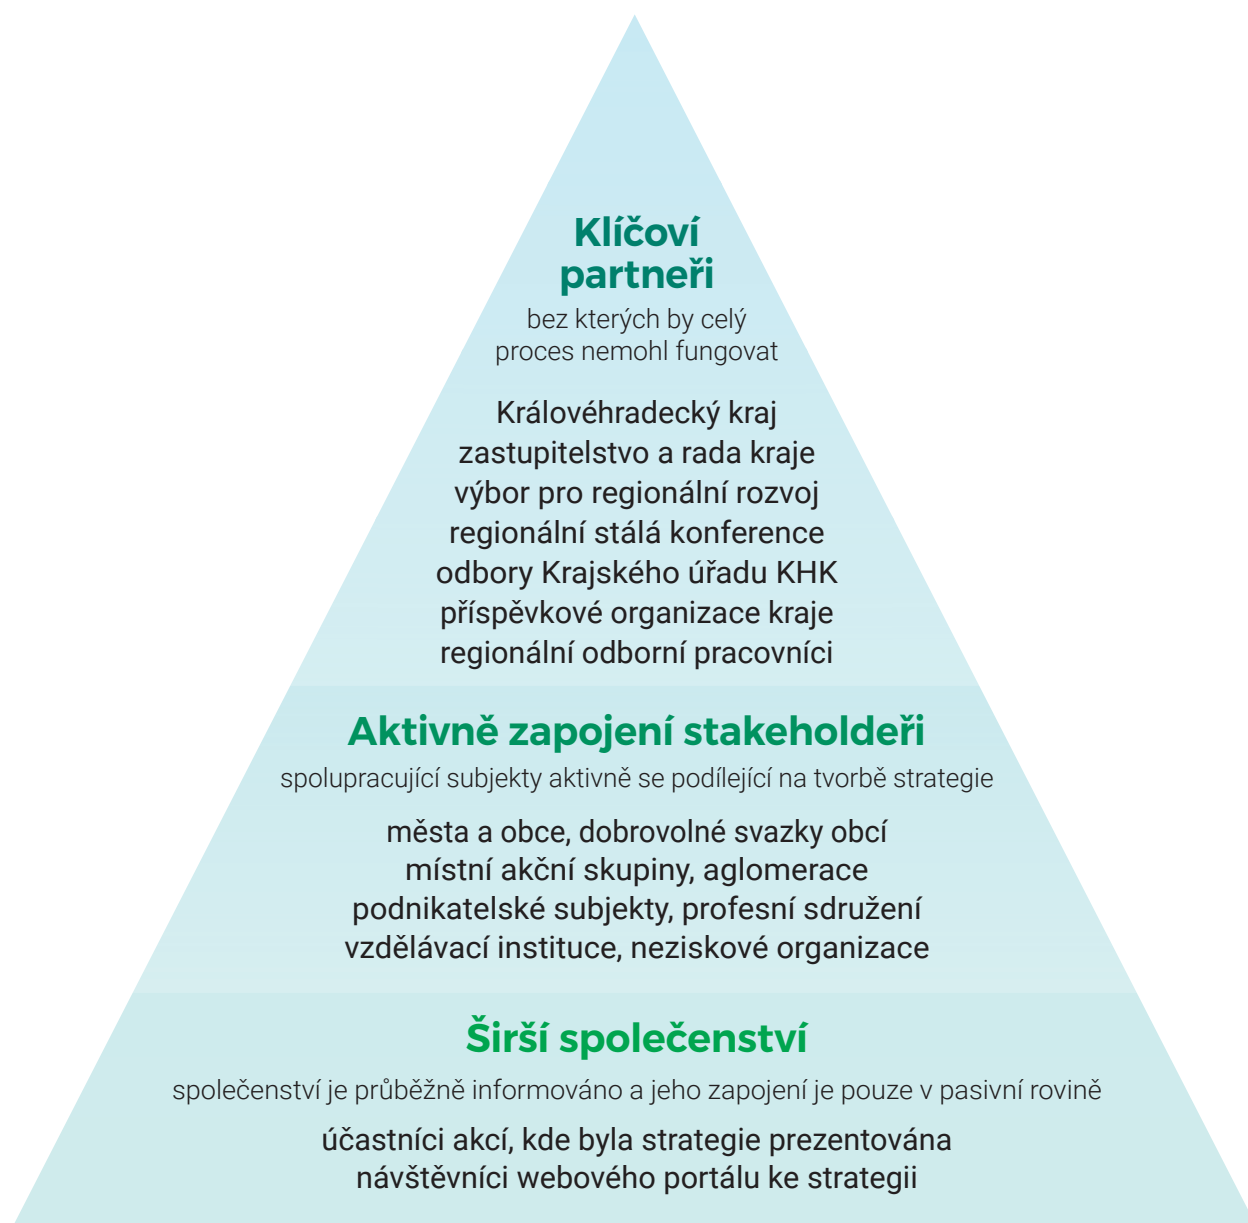 Klíčoví
partneři
bez kterých by celý
proces nemohl fungovat
Královéhradecký kraj
zastupitelstvo a rada kraje
výbor pro regionální rozvoj
regionální stálá konference
odbory Krajského úřadu KHK
příspěvkové organizace kraje
regionální odborní pracovníci
Aktivně zapojení stakeholdeři
spolupracující subjekty aktivně se podílející na tvorbě strategie
města a obce, dobrovolné svazky obcí
místní akční skupiny, aglomerace
podnikatelské subjekty, profesní sdružení
vzdělávací instituce, neziskové organizace
Širší společenství
společenství je průběžně informováno a jeho zapojení je pouze v pasivní rovině
účastníci akcí, kde byla strategie prezentována
návštěvníci webového portálu ke strategii